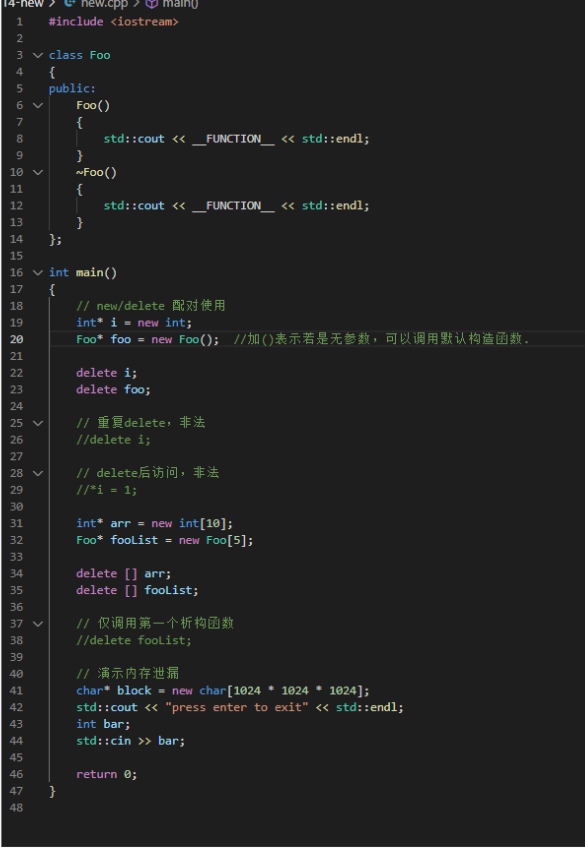 14-new > new.cpp > main()
1 #include <iostream>
2
3 class Foo
4 {
5 public:
6     Foo()
7     {
8         std::cout << __FUNCTION__ << std::endl;
9     }
10     ~Foo()
11     {
12         std::cout << __FUNCTION__ << std::endl;
13     }
14 };
15
16 int main()
17 {
18     // new/delete 配对使用
19     int* i = new int;
20     Foo* foo = new Foo();  //加()表示若是无参数，可以调用默认构造函数.
21
22     delete i;
23     delete foo;
24
25     // 重复delete，非法
26     //delete i;
27
28     // delete后访问，非法
29     //*i = 1;
30
31     int* arr = new int[10];
32     Foo* fooList = new Foo[5];
33
34     delete [] arr;
35     delete [] fooList;
36
37     // 仅调用第一个析构函数
38     //delete fooList;
39
40     // 演示内存泄漏
41     char* block = new char[1024 * 1024 * 1024];
42     std::cout << "press enter to exit" << std::endl;
43     int bar;
44     std::cin >> bar;
45
46     return 0;
47 }
48